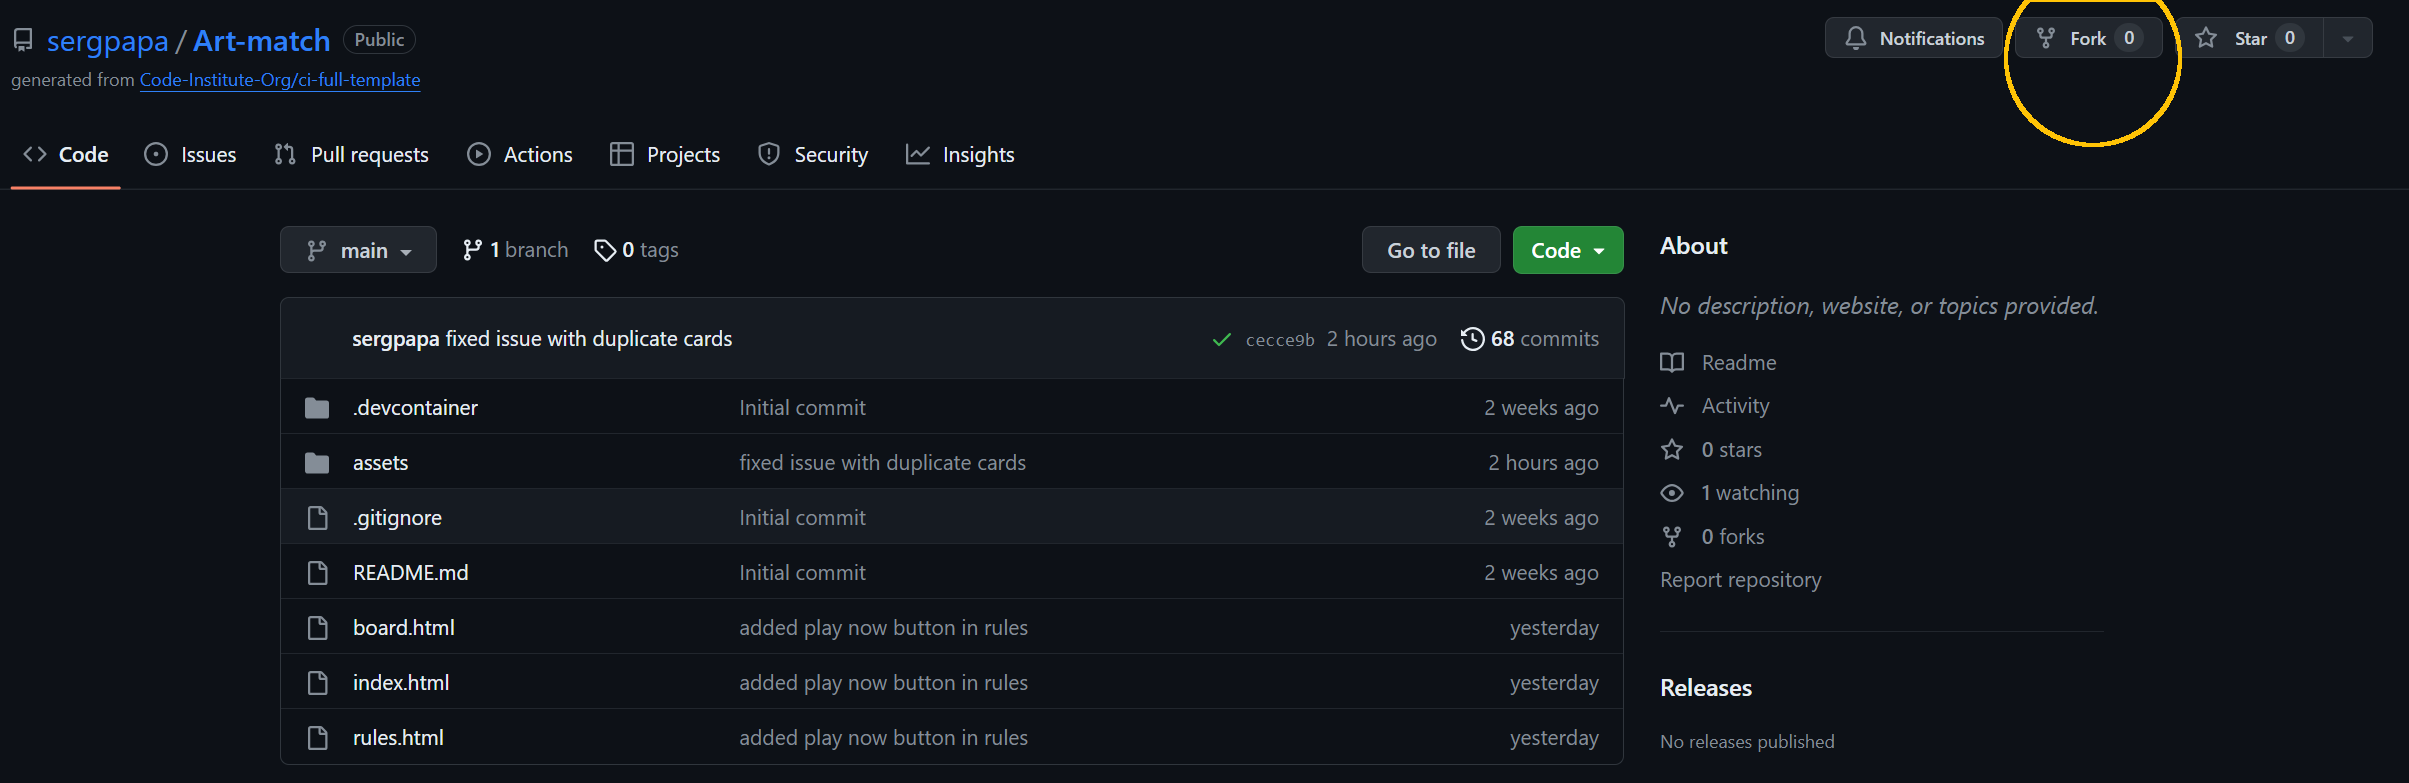 sergpapa / Art-match Public
Notifications Fork 0 Star 0
generated from Code-Institute-Org/ci-full-template
Code Issues Pull requests Actions Projects Security Insights
main 1 branch 0 tags Go to file Code
sergpapa fixed issue with duplicate cards cecce9b 2 hours ago 68 commits
.devcontainer Initial commit 2 weeks ago
assets fixed issue with duplicate cards 2 hours ago
.gitignore Initial commit 2 weeks ago
README.md Initial commit 2 weeks ago
board.html added play now button in rules yesterday
index.html added play now button in rules yesterday
rules.html added play now button in rules yesterday
About
No description, website, or topics provided.
Readme
Activity
0 stars
1 watching
0 forks
Report repository
Releases
No releases published